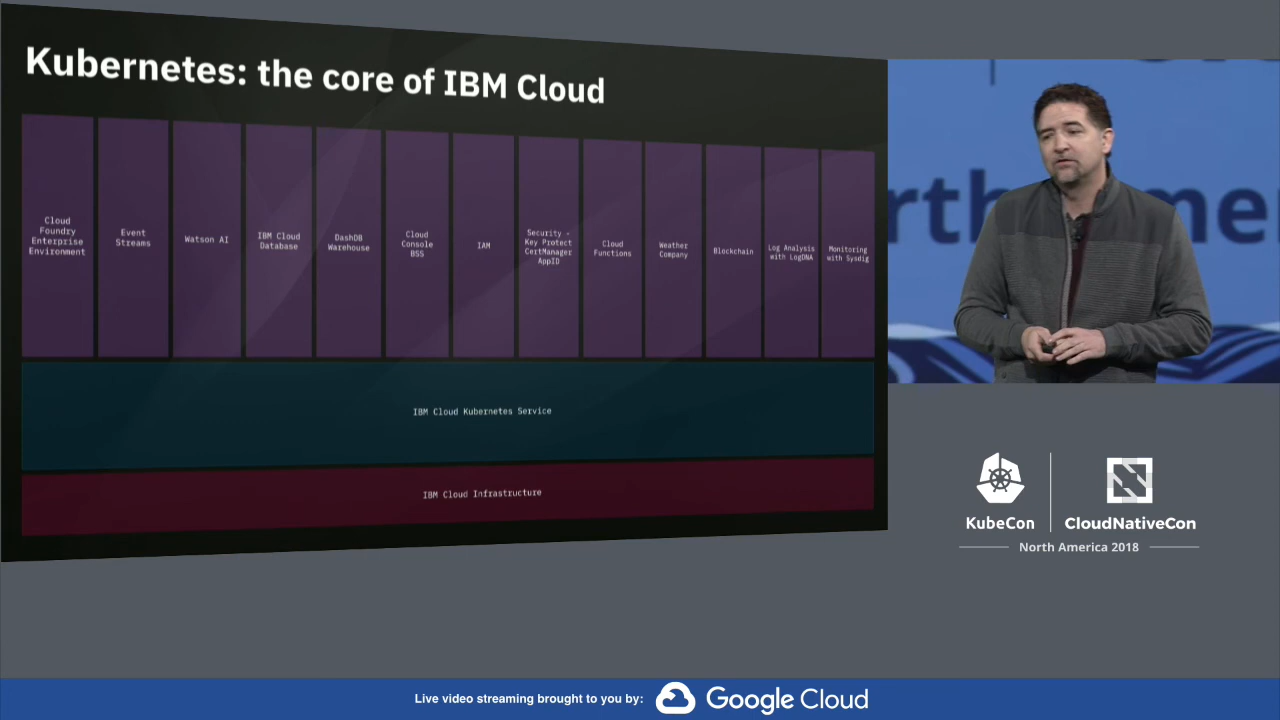 Kubernetes: the core of IBM Cloud
Cloud
Foundry
Enterprise
Environment
Event
Streams
Watson AI
IBM Cloud
Database
DashDB
Warehouse
Cloud
Console
BSS
IAM
Security -
Key Protect
CertManager
AppID
Cloud
Functions
Weather
Company
Blockchain
Log Analysis
with LogDNA
Monitoring
with Sysdig
IBM Cloud Kubernetes Service
IBM Cloud Infrastructure
KubeCon
CloudNativeCon
North America 2018
Live video streaming brought to you by:
Google Cloud